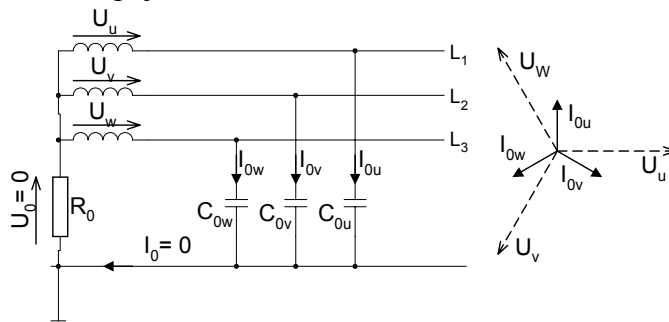 U_u
U_v
U_w
L_1
L_2
L_3
U_W
I_0u
I_0w
I_0v
U_u
U_v
I_0w
I_0v
I_0u
U_0 = 0
R_0
C_0w
C_0v
C_0u
I_0 = 0